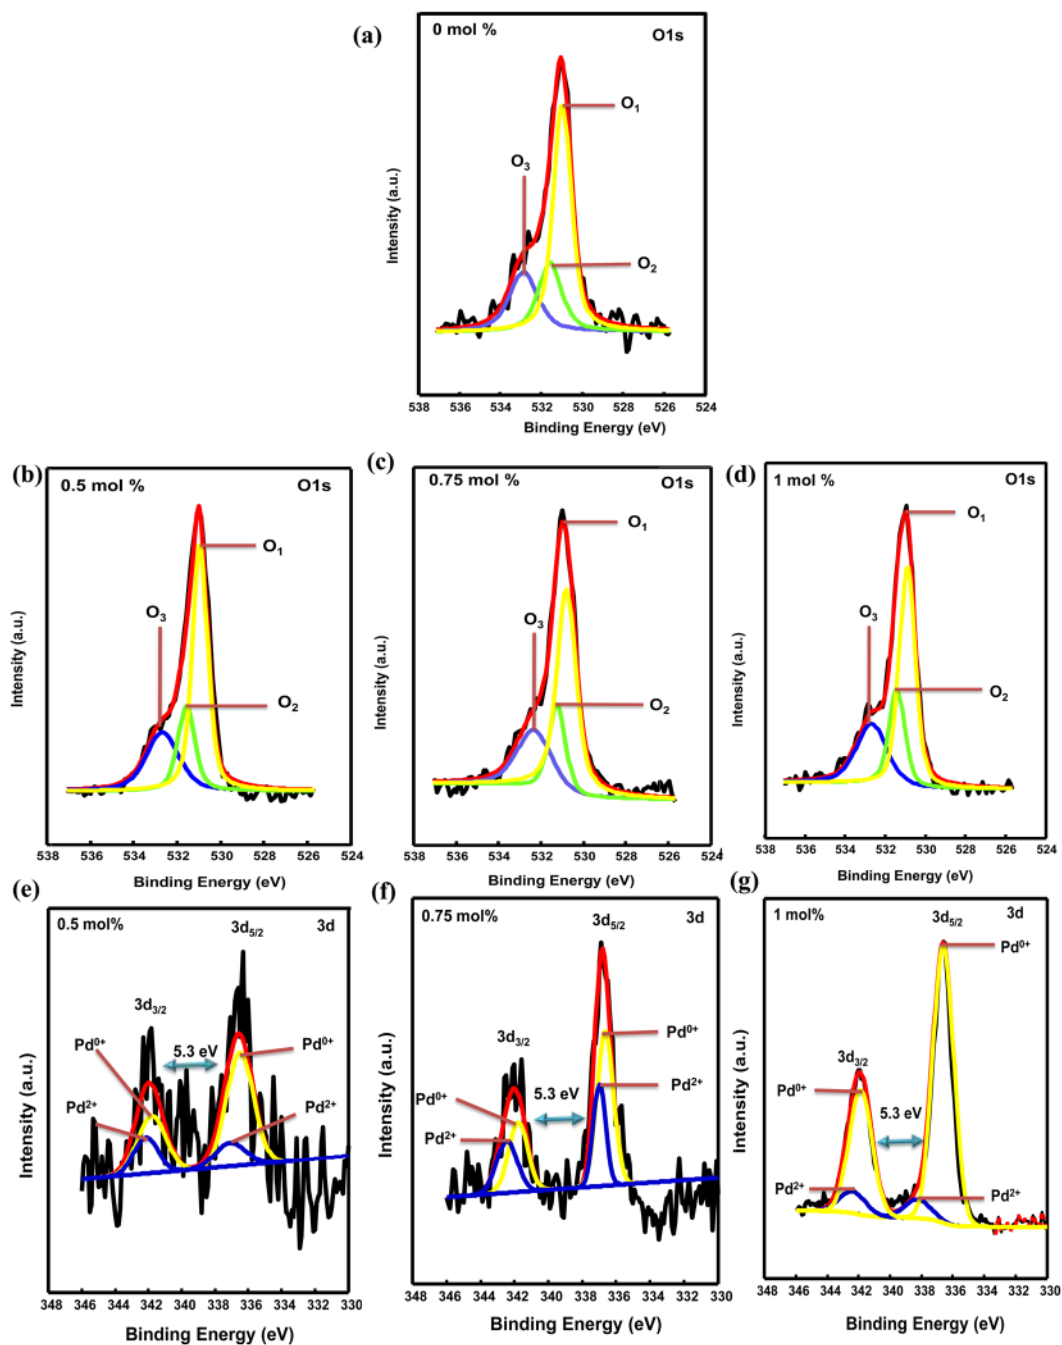 (a)
0 mol %
O1s
O1
O3
O2
Intensity (a.u.)
538 536 534 532 530 528 526 524
Binding Energy (eV)
(b)
0.5 mol %
O1s
O1
O3
O2
Intensity (a.u.)
538 536 534 532 530 528 526 524
Binding Energy (eV)
(c)
0.75 mol %
O1s
O1
O3
O2
Intensity (a.u.)
538 536 534 532 530 528 526 524
Binding Energy (eV)
(d)
1 mol %
O1s
O1
O3
O2
Intensity (a.u.)
538 536 534 532 530 528 526 524
Binding Energy (eV)
(e)
0.5 mol%
3d5/2
3d
3d3/2
Pd0+
5.3 eV
Pd0+
Pd2+
Pd2+
Intensity (a.u.)
348 346 344 342 340 338 336 334 332 330
Binding Energy (eV)
(f)
0.75 mol%
3d5/2
3d
3d3/2
Pd0+
5.3 eV
Pd0+
Pd2+
Pd2+
Intensity (a.u.)
348 346 344 342 340 338 336 334 332 330
Binding Energy (eV)
(g)
1 mol%
3d5/2
3d
Pd0+
3d3/2
Pd0+
5.3 eV
Pd2+
Pd2+
Intensity (a.u.)
348 346 344 342 340 338 336 334 332 330
Binding Energy (eV)